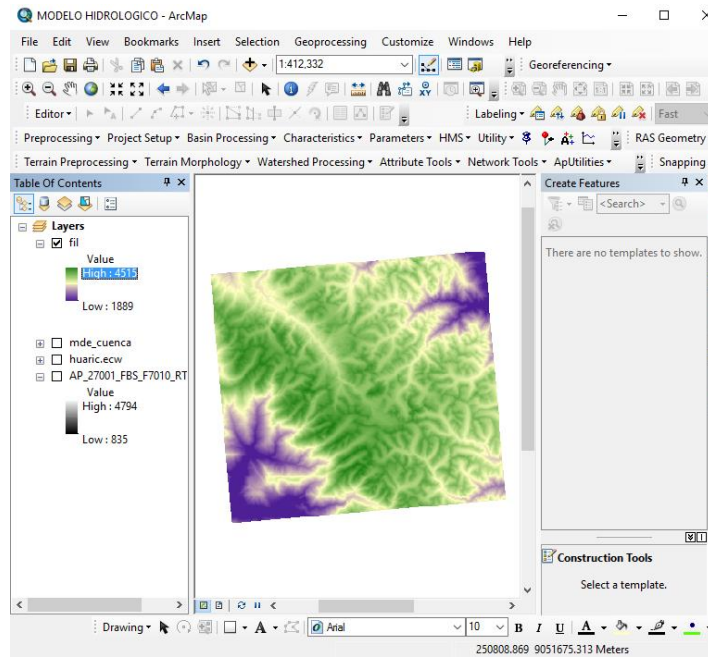 MODELO HIDROLOGICO - ArcMap
File Edit View Bookmarks Insert Selection Geoprocessing Customize Windows Help
1:412,332
Georeferencing
Editor
Labeling
Fast
Preprocessing Project Setup Basin Processing Characteristics Parameters HMS Utility RAS Geometry
Terrain Preprocessing Terrain Morphology Watershed Processing Attribute Tools Network Tools ApUtilities Snapping
Table Of Contents
Layers
fil
Value
High : 4515
Low : 1889
mde_cuenca
huaric.ecw
AP_27001_FBS_F7010_RT
Value
High : 4794
Low : 835
Create Features
<Search>
There are no templates to show.
Construction Tools
Select a template.
Drawing A Arial 10 B I U A
250808.869 9051675.313 Meters